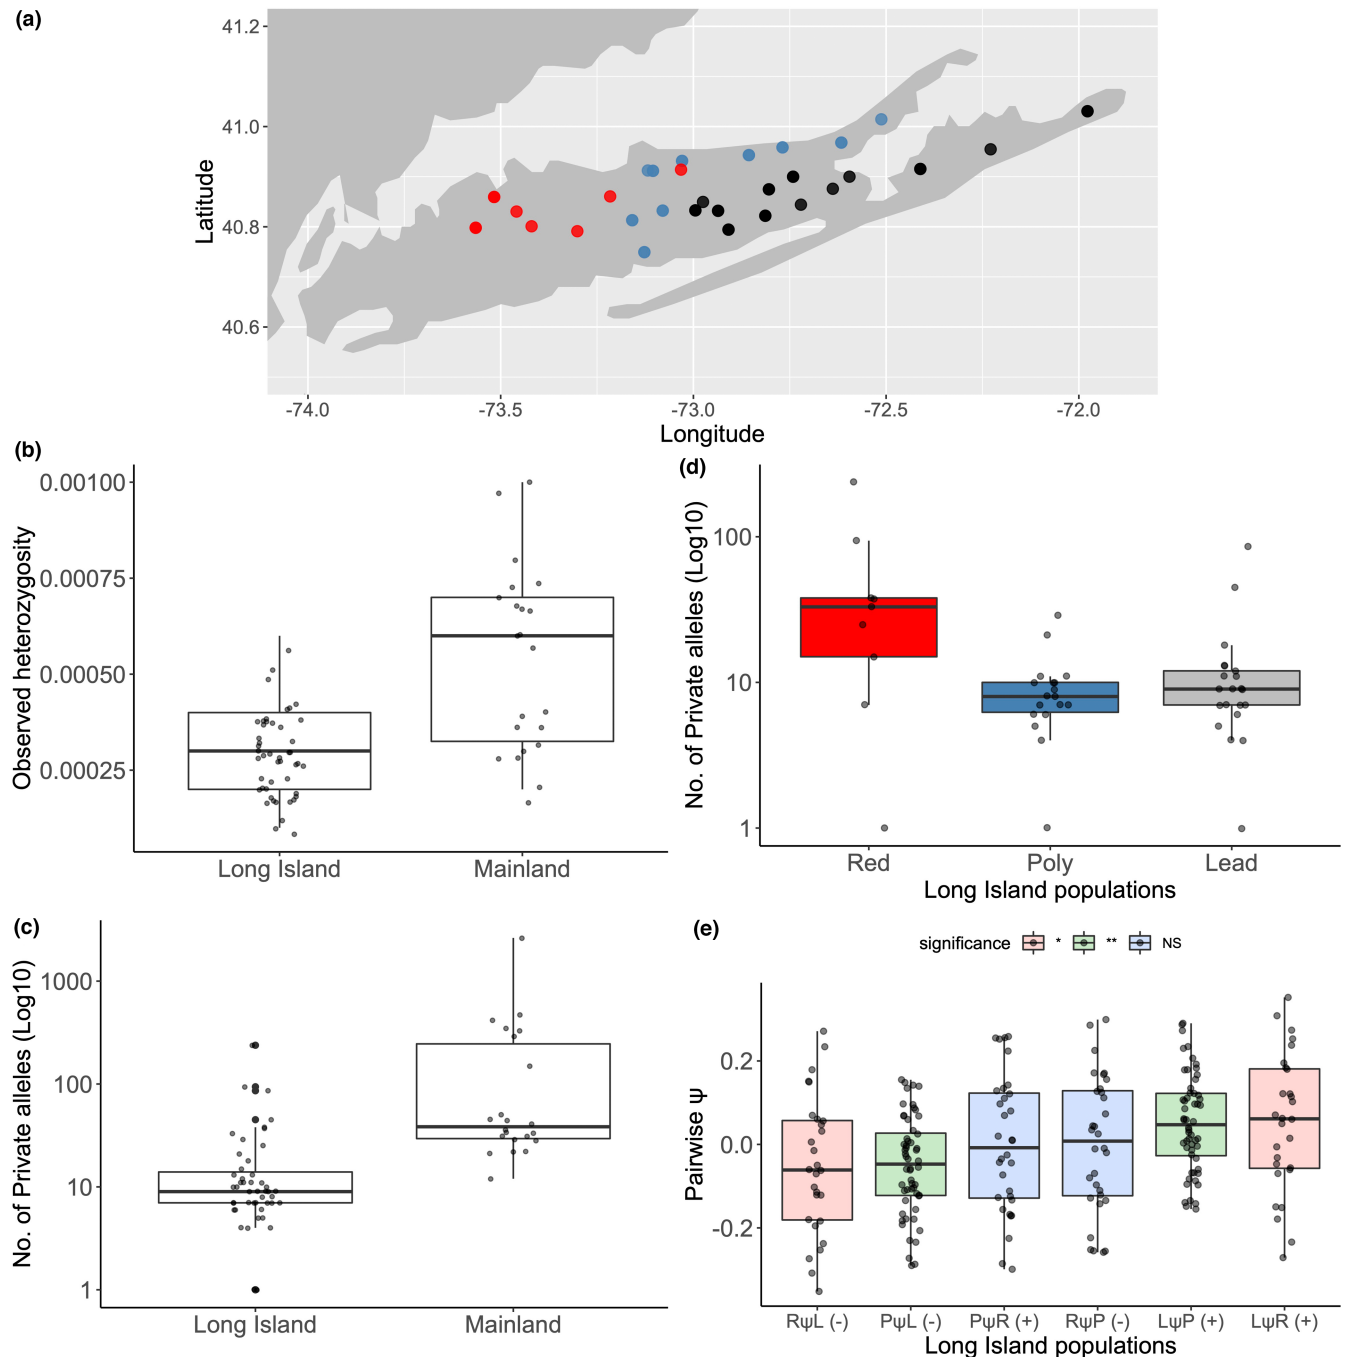 (a)
41.2
41.0
40.8
40.6
Latitude
-74.0 -73.5 -73.0 -72.5 -72.0
Longitude
(b)
0.00100
0.00075
0.00050
0.00025
Observed heterozygosity
Long Island Mainland
(d)
100
10
1
No. of Private alleles (Log10)
Red Poly Lead
Long Island populations
(c)
1000
100
10
1
No. of Private alleles (Log10)
Long Island Mainland
(e)
significance * ** NS
0.2
0.0
-0.2
Pairwise ψ
RψL (-) PψL (-) PψR (+) RψP (-) LψP (+) LψR (+)
Long Island populations